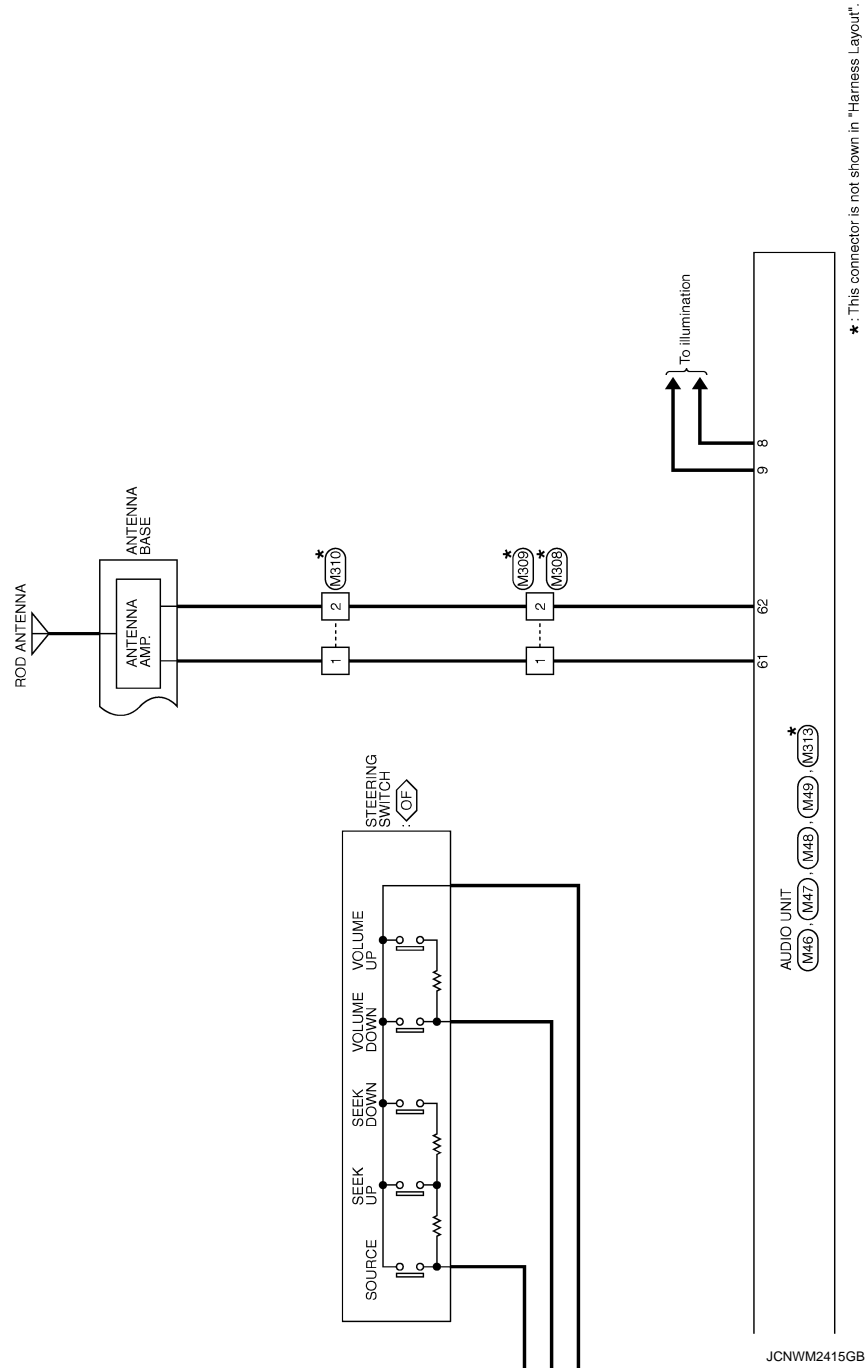 ROD ANTENNA
ANTENNA
BASE
ANTENNA
AMP.
1
2
*
M310
1
2
*
M309
*
M308
61
62
To illumination
9
8
STEERING
SWITCH
: OF
SOURCE
SEEK
UP
SEEK
DOWN
VOLUME
DOWN
VOLUME
UP
AUDIO UNIT
M46 , M47 , M48 , M49 , M313 *
* : This connector is not shown in "Harness Layout".
JCNWM2415GB